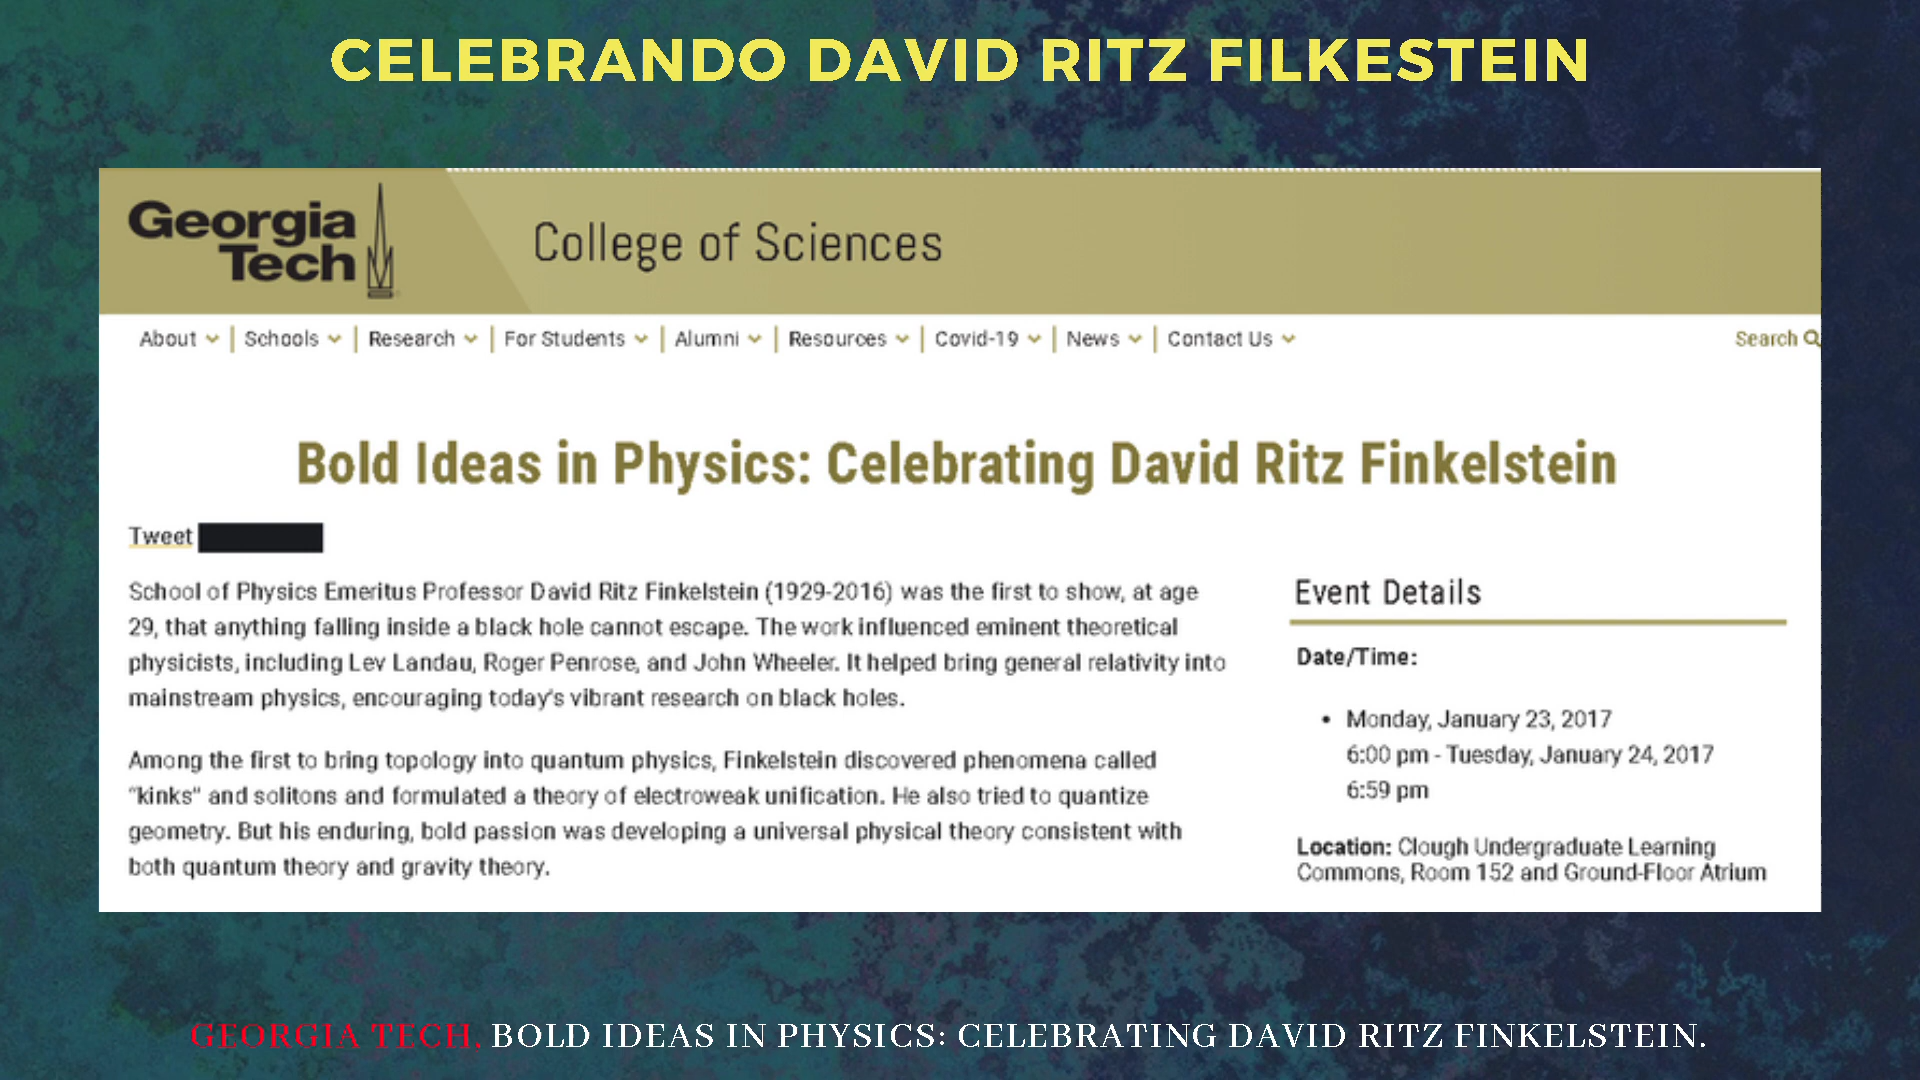 CELEBRANDO DAVID RITZ FILKESTEIN
Georgia
Tech
College of Sciences
About
Schools
Research
For Students
Alumni
Resources
Covid-19
News
Contact Us
Search
Bold Ideas in Physics: Celebrating David Ritz Finkelstein
Tweet
School of Physics Emeritus Professor David Ritz Finkelstein (1929-2016) was the first to show, at age
29, that anything falling inside a black hole cannot escape. The work influenced eminent theoretical
physicists, including Lev Landau, Roger Penrose, and John Wheeler. It helped bring general relativity into
mainstream physics, encouraging today's vibrant research on black holes.
Among the first to bring topology into quantum physics, Finkelstein discovered phenomena called
“kinks” and solitons and formulated a theory of electroweak unification. He also tried to quantize
geometry. But his enduring, bold passion was developing a universal physical theory consistent with
both quantum theory and gravity theory.
Event Details
Date/Time:
• Monday, January 23, 2017
6:00 pm - Tuesday, January 24, 2017
6:59 pm
Location: Clough Undergraduate Learning
Commons, Room 152 and Ground-Floor Atrium
GEORGIA TECH. BOLD IDEAS IN PHYSICS: CELEBRATING DAVID RITZ FINKELSTEIN.